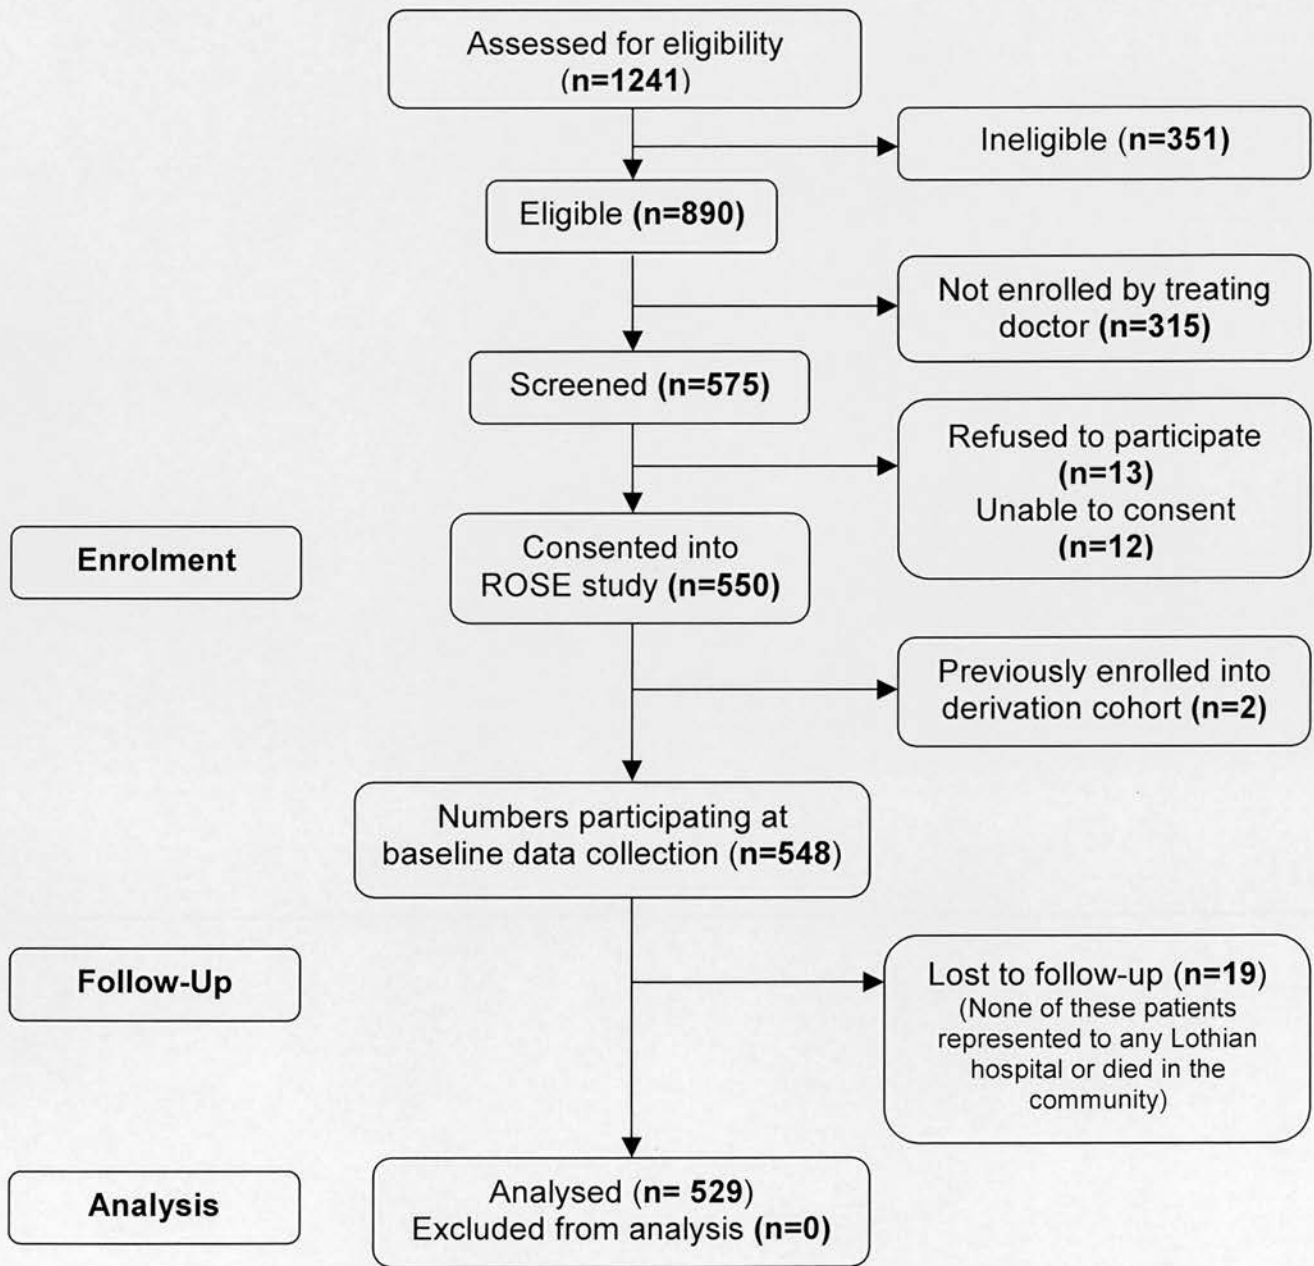 Assessed for eligibility
(n=1241)
Ineligible (n=351)
Eligible (n=890)
Not enrolled by treating
doctor (n=315)
Screened (n=575)
Refused to participate
(n=13)
Unable to consent
(n=12)
Enrolment
Consented into
ROSE study (n=550)
Previously enrolled into
derivation cohort (n=2)
Numbers participating at
baseline data collection (n=548)
Follow-Up
Lost to follow-up (n=19)
(None of these patients
represented to any Lothian
hospital or died in the
community)
Analysis
Analysed (n= 529)
Excluded from analysis (n=0)